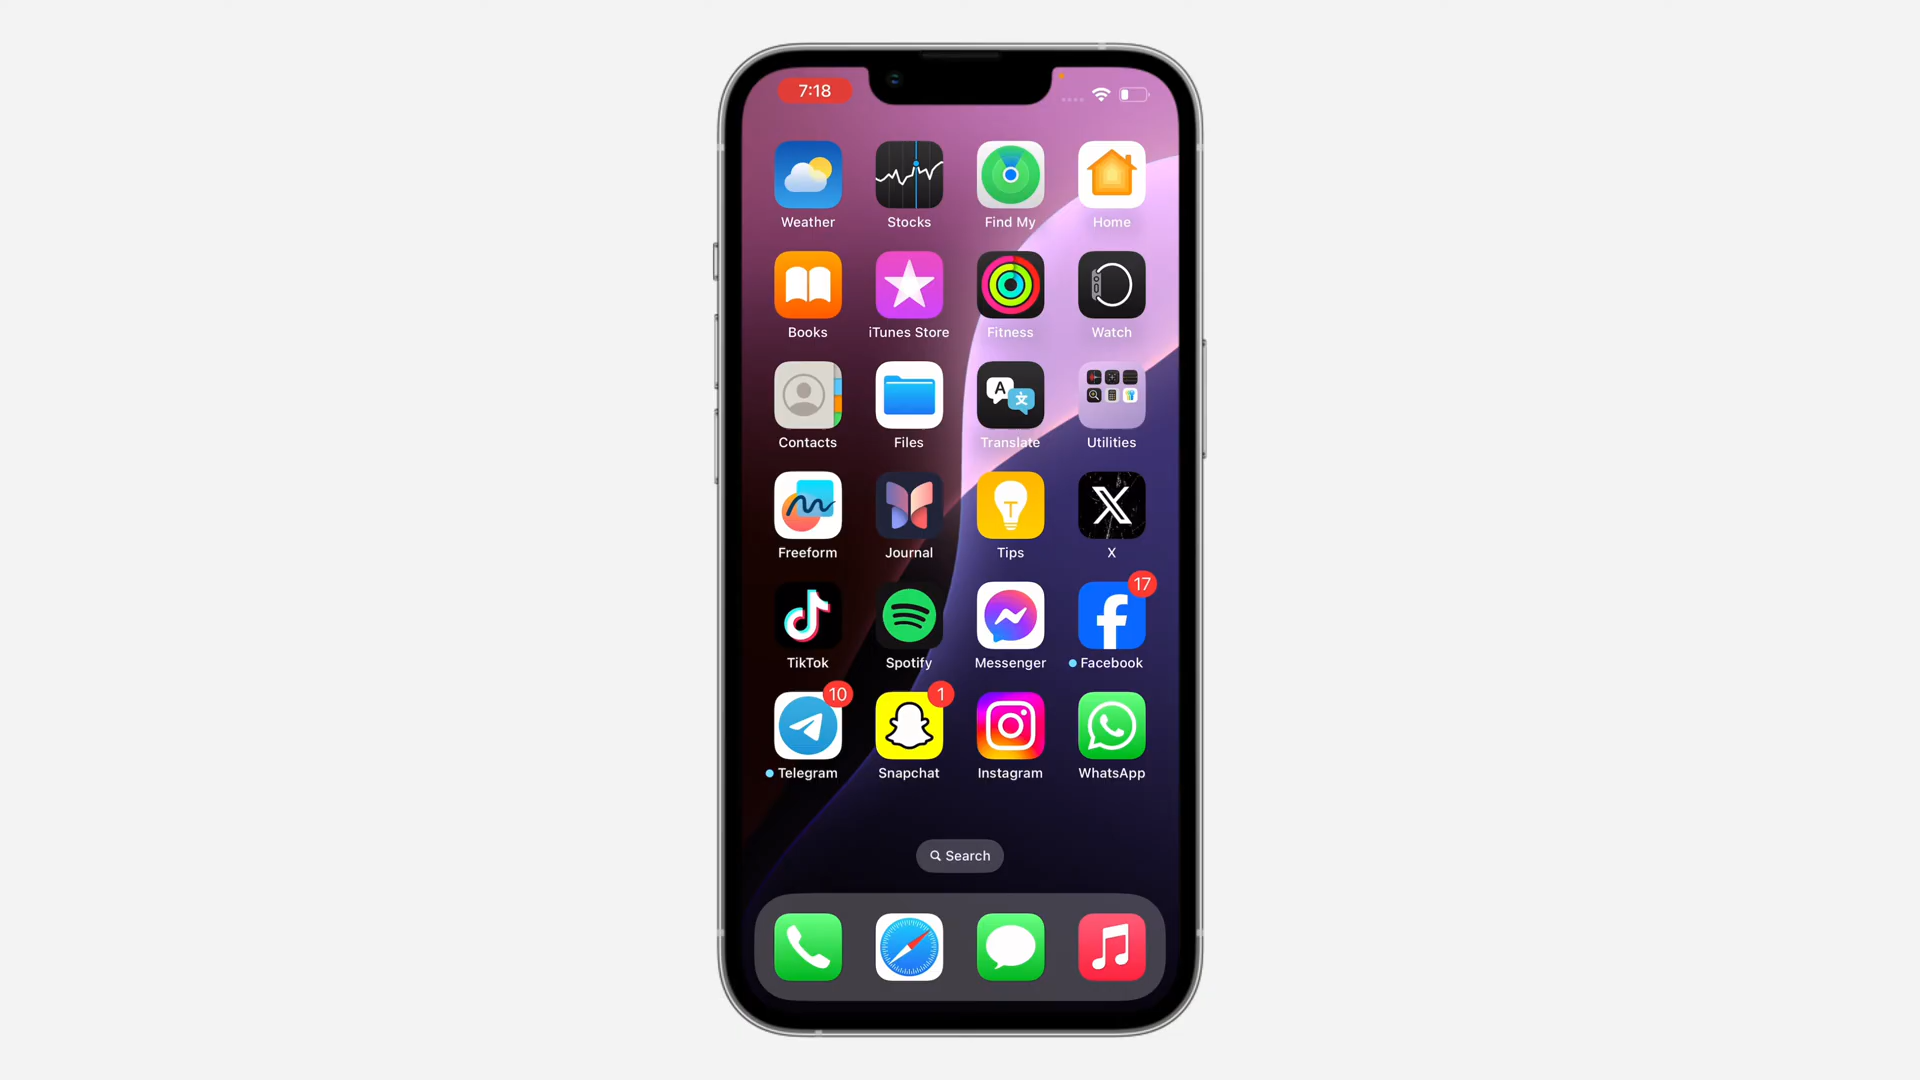 7:18
Weather Stocks Find My Home
Books iTunes Store Fitness Watch
Contacts Files Translate Utilities
Freeform Journal Tips X
17
TikTok Spotify Messenger Facebook
10 1
Telegram Snapchat Instagram WhatsApp
Search